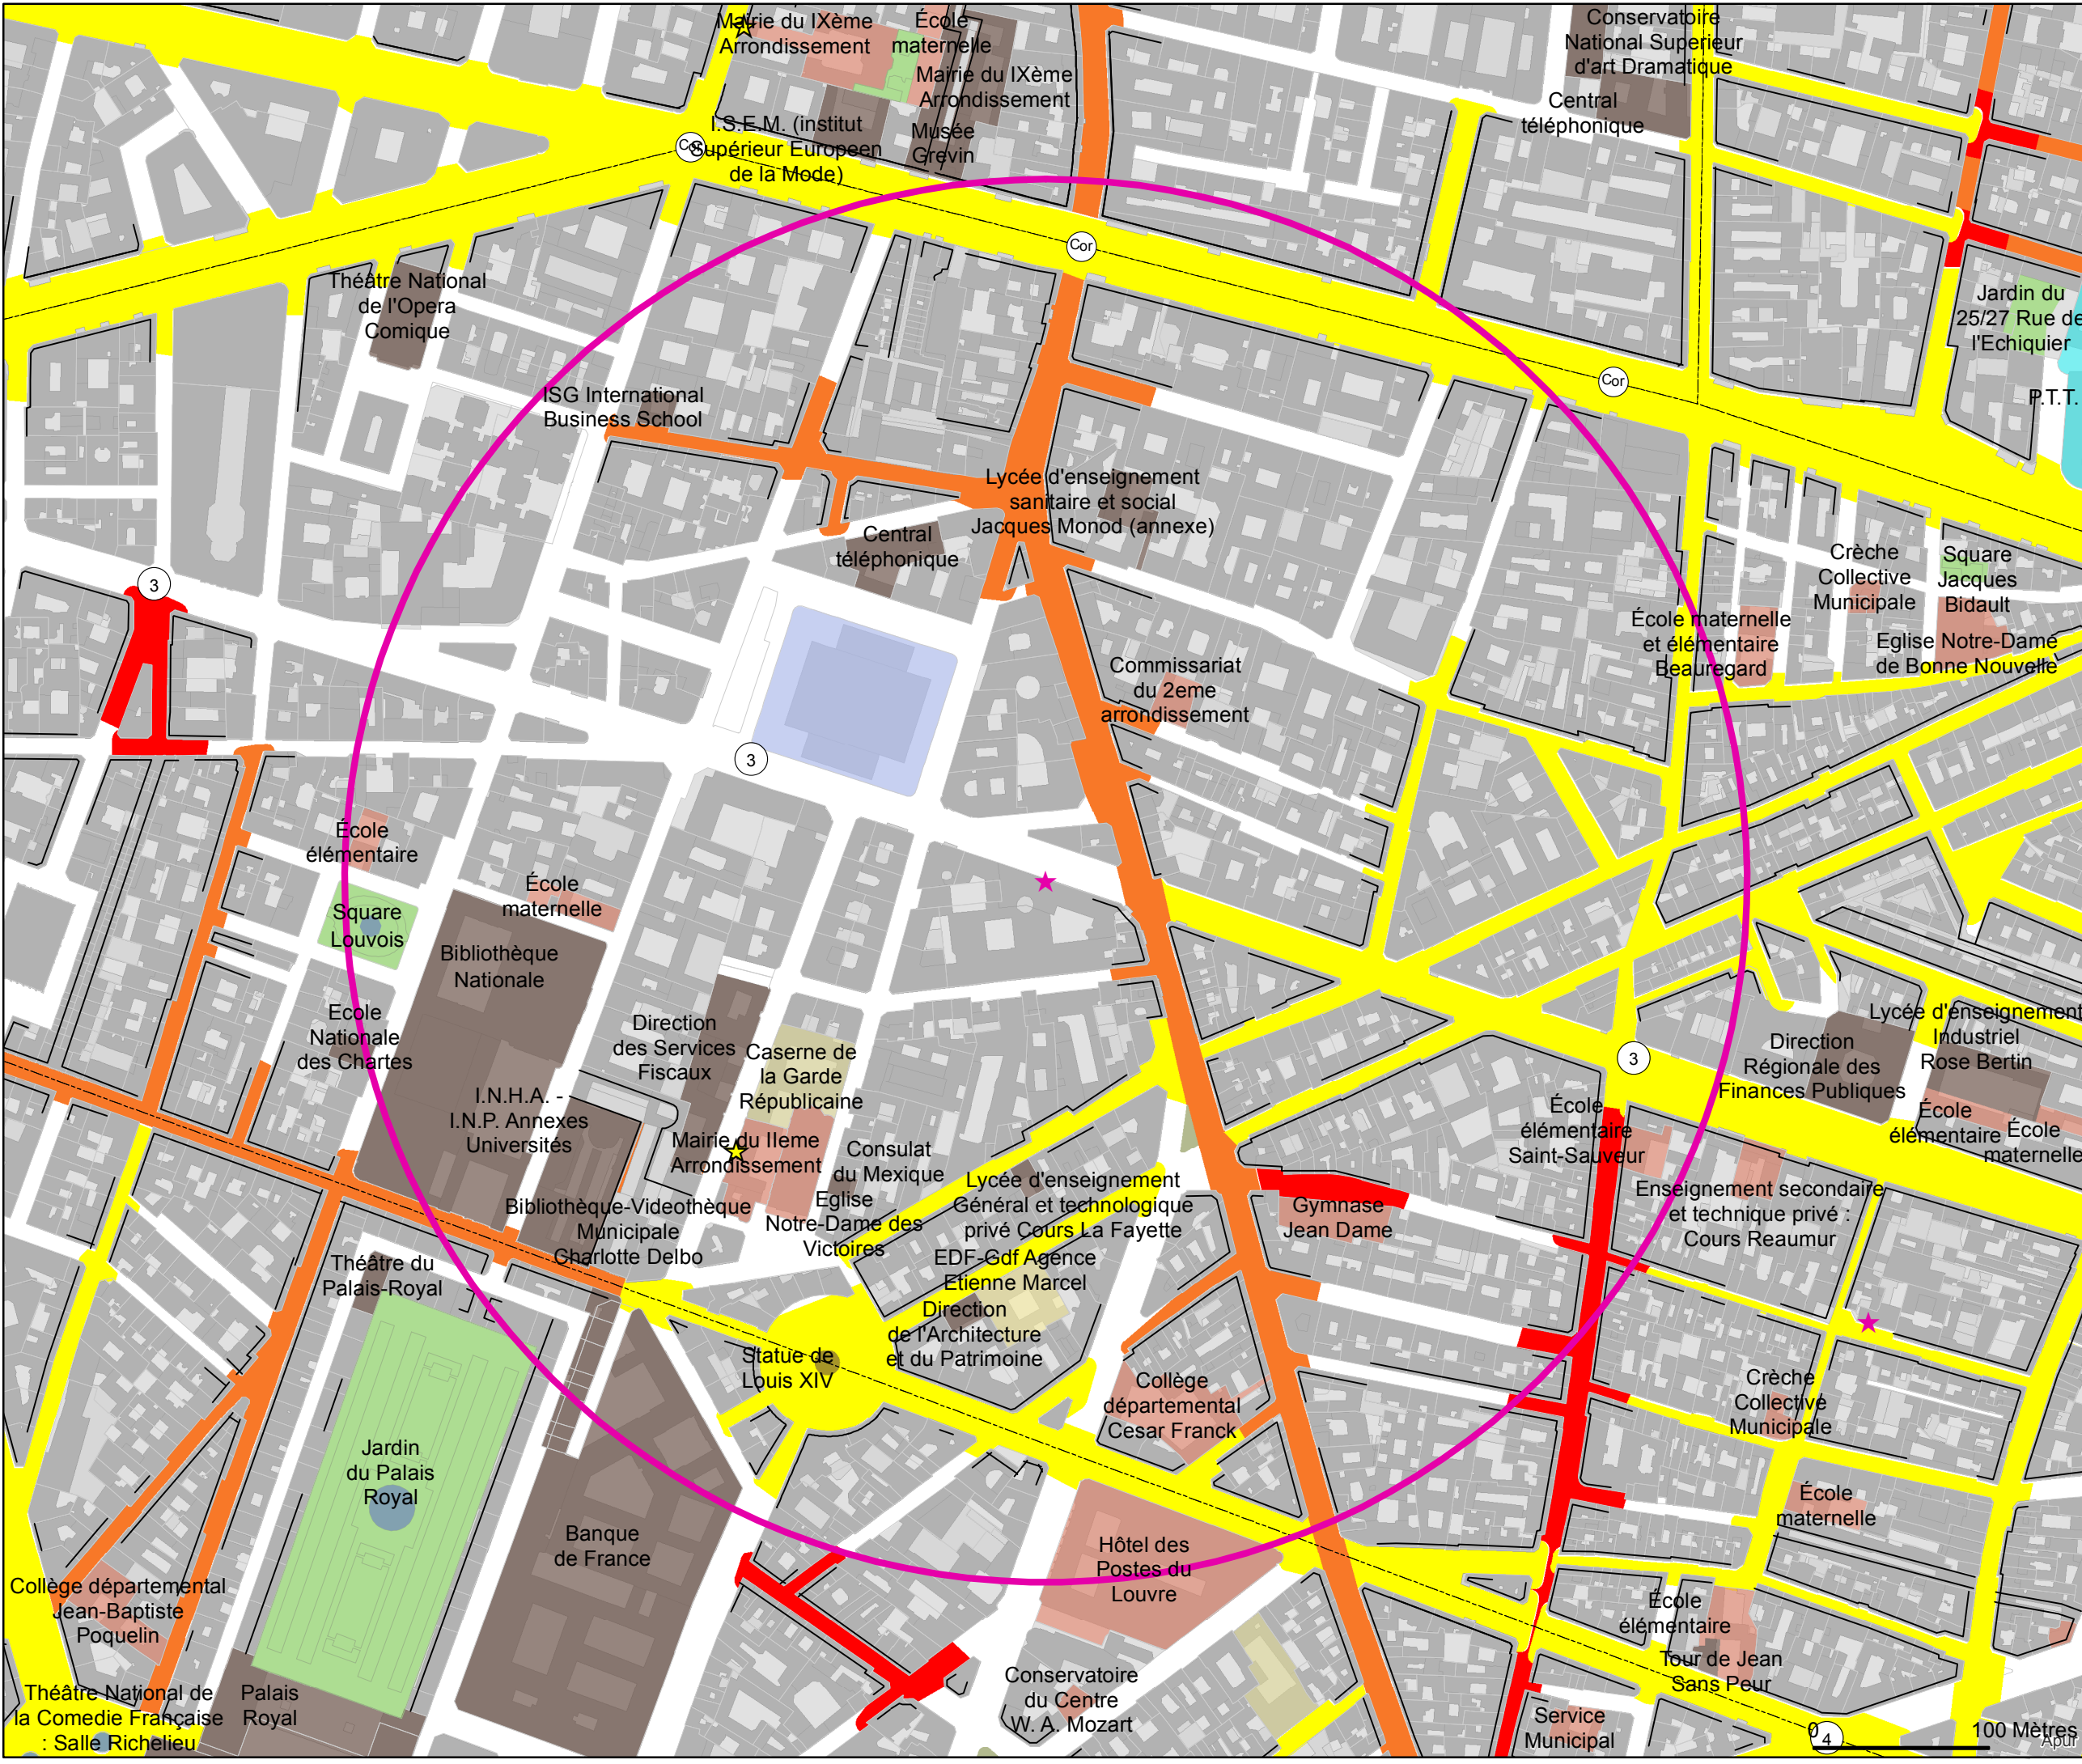 Mairie du IXème
Arrondissement
École
maternelle
Mairie du IXème
Arrondissement
Conservatoire
National Superieur
d'art Dramatique
Central
téléphonique
Cor
I.S.E.M. (institut
Supérieur Europeen
de la Mode)
Musée
Grevin
Cor
Théâtre National
de l'Opera
Comique
Jardin du
25/27 Rue de
l'Echiquier
Cor
P.T.T.
ISG International
Business School
Lycée d'enseignement
sanitaire et social
Jacques Monod (annexe)
Central
téléphonique
3
Crèche
Collective
Municipale
Square
Jacques
Bidault
École maternelle
et élémentaire
Beauregard
Eglise Notre-Dame
de Bonne Nouvelle
Commissariat
du 2eme
arrondissement
3
École
élémentaire
École
maternelle
Square
Louvois
Bibliothèque
Nationale
Ecole
Nationale
des Chartes
Direction
des Services
Fiscaux
Caserne de
la Garde
Républicaine
3
Direction
Régionale des
Finances Publiques
Lycée d'enseignement
Industriel
Rose Bertin
I.N.H.A. -
I.N.P. Annexes
Universités
Mairie du IIeme
Arrondissement
Consulat
du Mexique
École
élémentaire
Saint-Sauveur
École
élémentaire
École
maternelle
Bibliothèque-Videothèque
Municipale
Charlotte Delbo
Eglise
Notre-Dame des
Victoires
Lycée d'enseignement
Général et technologique
privé Cours La Fayette
Gymnase
Jean Dame
Enseignement secondaire
et technique privé :
Cours Reaumur
Théâtre du
Palais-Royal
EDF-Gdf Agence
Etienne Marcel
Direction
de l'Architecture
et du Patrimoine
Statue de
Louis XIV
Collège
départemental
Cesar Franck
Crèche
Collective
Municipale
Jardin
du Palais
Royal
Banque
de France
Hôtel des
Postes du
Louvre
École
maternelle
Collège départemental
Jean-Baptiste
Poquelin
École
élémentaire
Tour de Jean
Sans Peur
Théâtre National de
la Comedie Française
: Salle Richelieu
Palais
Royal
Conservatoire
du Centre
W. A. Mozart
Service
Municipal
4
0 100 Mètres
Apur